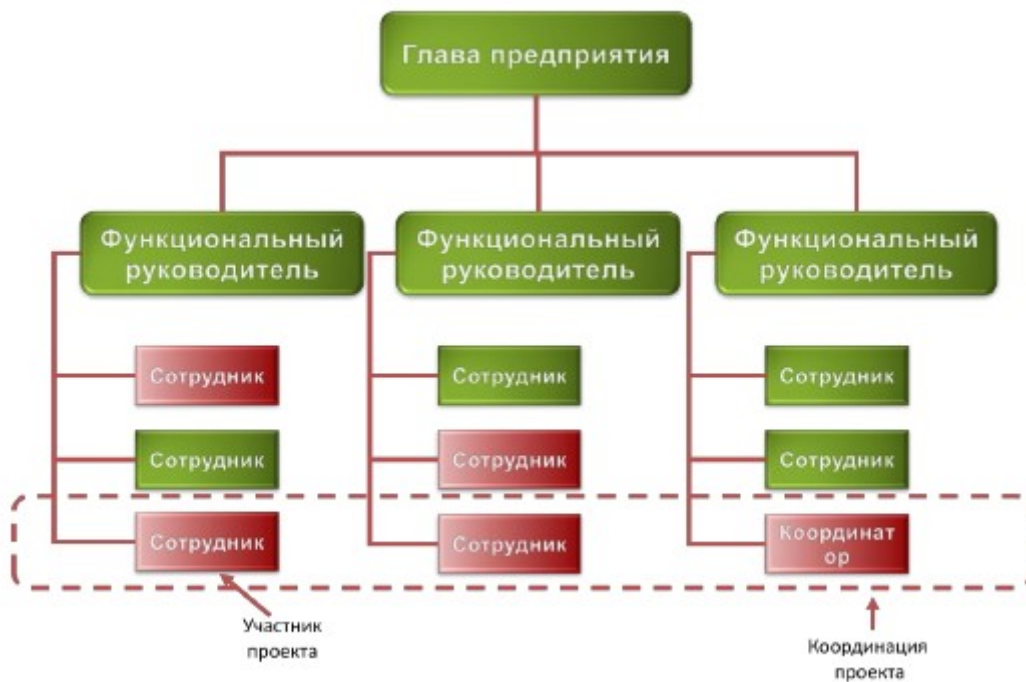 Глава предприятия
Функциональный
руководитель
Функциональный
руководитель
Функциональный
руководитель
Сотрудник
Сотрудник
Сотрудник
Сотрудник
Сотрудник
Сотрудник
Сотрудник
Сотрудник
Координат
ор
Участник
проекта
Координация
проекта